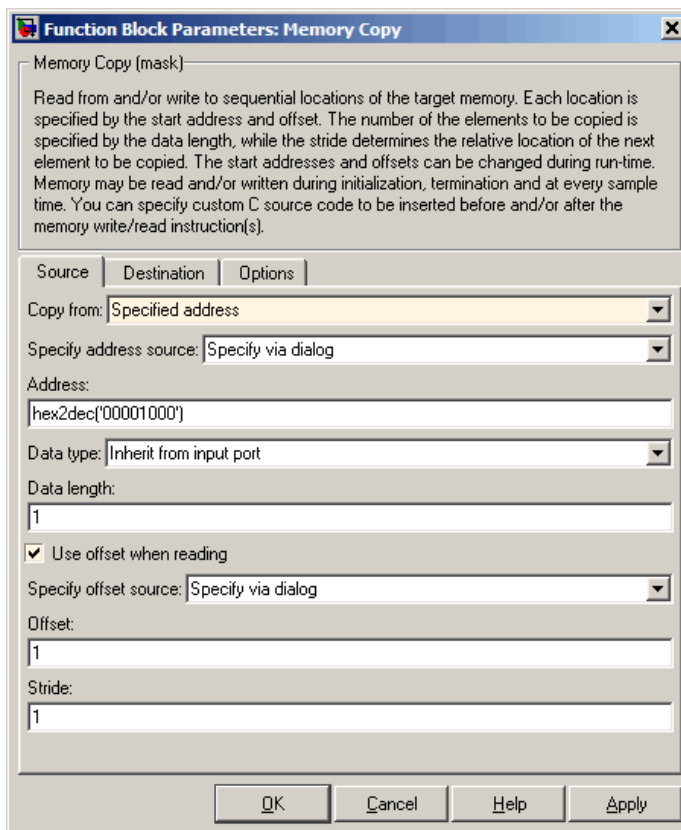 Function Block Parameters: Memory Copy
Memory Copy (mask)
Read from and/or write to sequential locations of the target memory. Each location is
specified by the start address and offset. The number of the elements to be copied is
specified by the data length, while the stride determines the relative location of the next
element to be copied. The start addresses and offsets can be changed during run-time.
Memory may be read and/or written during initialization, termination and at every sample
time. You can specify custom C source code to be inserted before and/or after the
memory write/read instruction(s).
Source Destination Options
Copy from: Specified address
Specify address source: Specify via dialog
Address:
hex2dec('00001000')
Data type: Inherit from input port
Data length:
1
Use offset when reading
Specify offset source: Specify via dialog
Offset:
1
Stride:
1
OK Cancel Help Apply